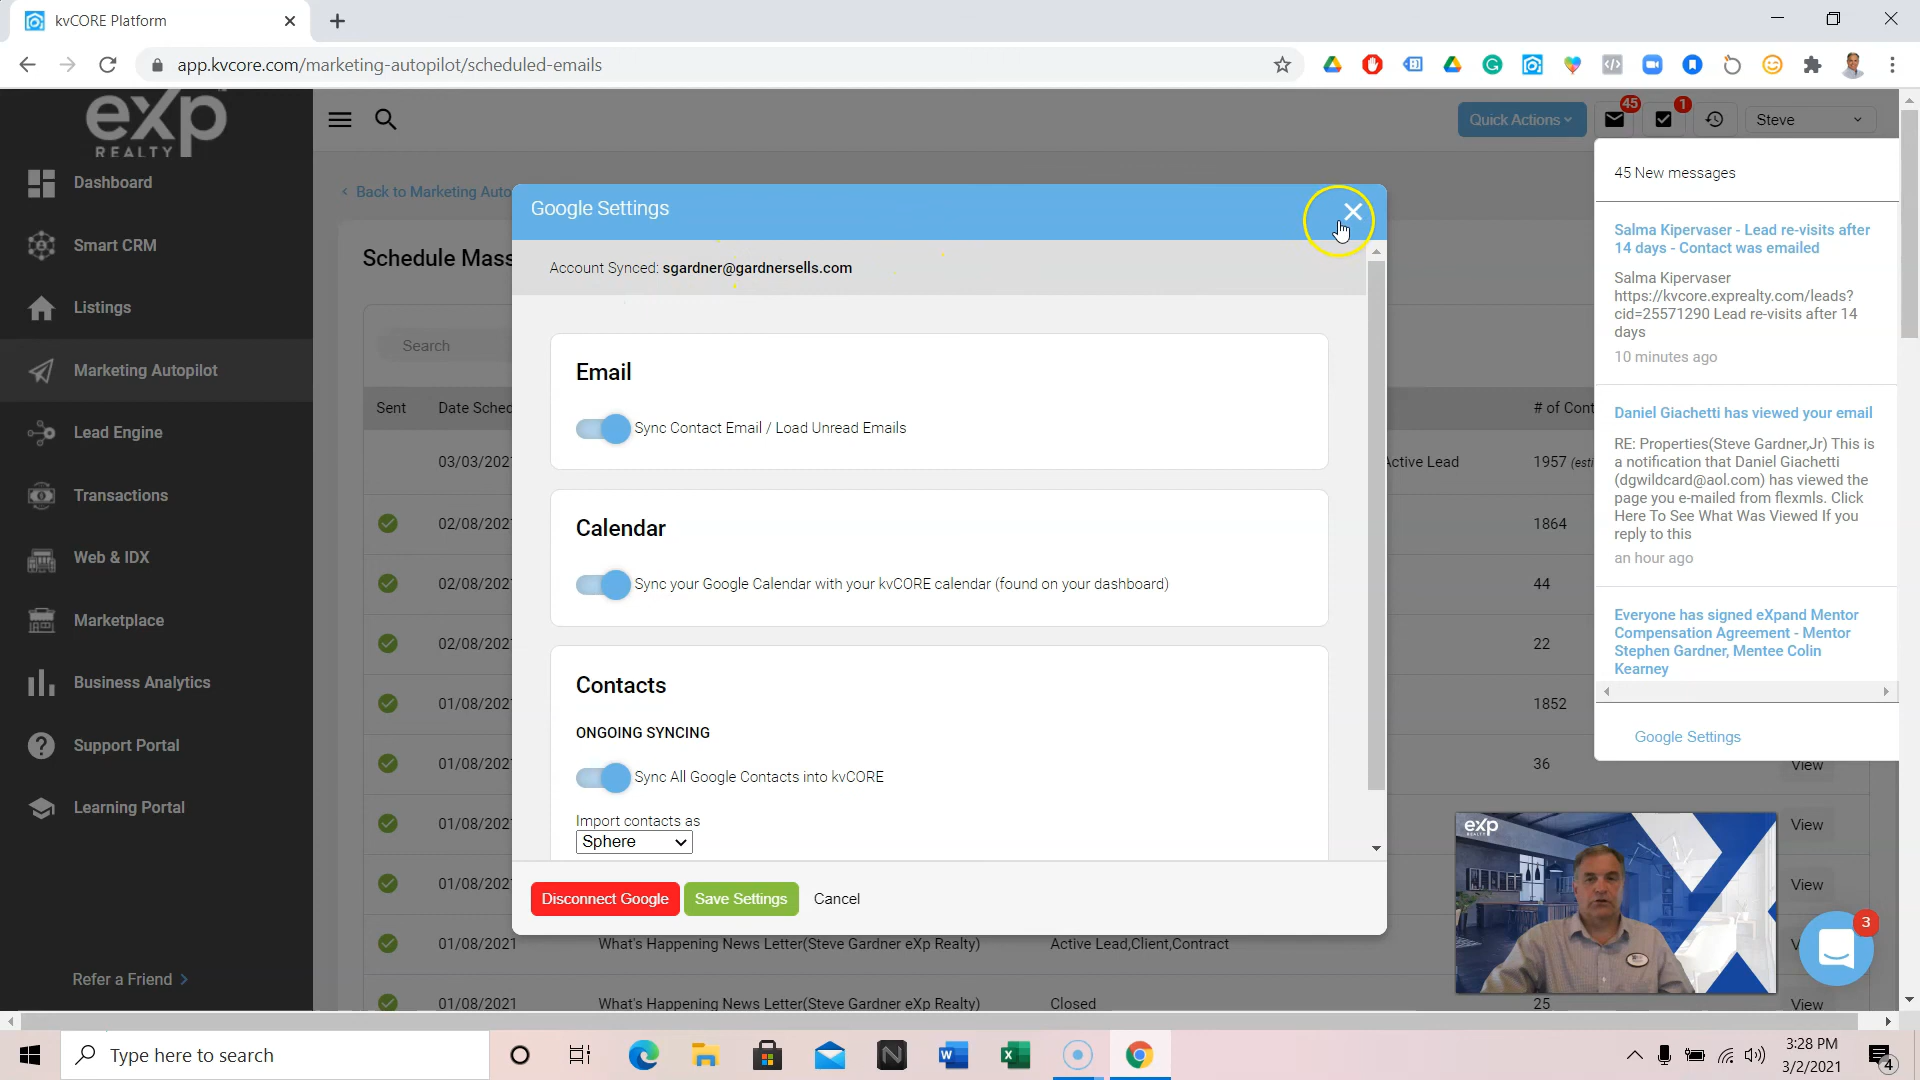 kvCORE Platform
app.kvcore.com/marketing-autopilot/scheduled-emails
eXp
REALTY
Quick Actions
45
1
Steve
Dashboard
Smart CRM
Listings
Marketing Autopilot
Lead Engine
Transactions
Web & IDX
Marketplace
Business Analytics
Support Portal
Learning Portal
Refer a Friend >
< Back to Marketing Auto
Schedule Mass
Search
Sent
Date Sched
# of Cont
03/03/202
Active Lead
1957 (esti
02/08/202
1864
02/08/202
44
02/08/202
22
01/08/202
1852
01/08/202
36
View
01/08/202
View
01/08/202
View
01/08/2021
What's Happening News Letter(Steve Gardner eXp Realty)
Active Lead,Client,Contract
01/08/2021
What's Happening News Letter(Steve Gardner eXp Realty)
Closed
25
View
Google Settings
Account Synced: sgardner@gardnersells.com
Email
Sync Contact Email / Load Unread Emails
Calendar
Sync your Google Calendar with your kvCORE calendar (found on your dashboard)
Contacts
ONGOING SYNCING
Sync All Google Contacts into kvCORE
Import contacts as
Sphere
Disconnect Google
Save Settings
Cancel
45 New messages
Salma Kipervaser - Lead re-visits after
14 days - Contact was emailed
Salma Kipervaser
https://kvcore.exprealty.com/leads?
cid=25571290 Lead re-visits after 14
days
10 minutes ago
Daniel Giachetti has viewed your email
RE: Properties(Steve Gardner,Jr) This is
a notification that Daniel Giachetti
(dgwildcard@aol.com) has viewed the
page you e-mailed from flexmls. Click
Here To See What Was Viewed If you
reply to this
an hour ago
Everyone has signed eXpand Mentor
Compensation Agreement - Mentor
Stephen Gardner, Mentee Colin
Kearney
Google Settings
eXp
REALTY
3
Type here to search
3:28 PM
3/2/2021
4